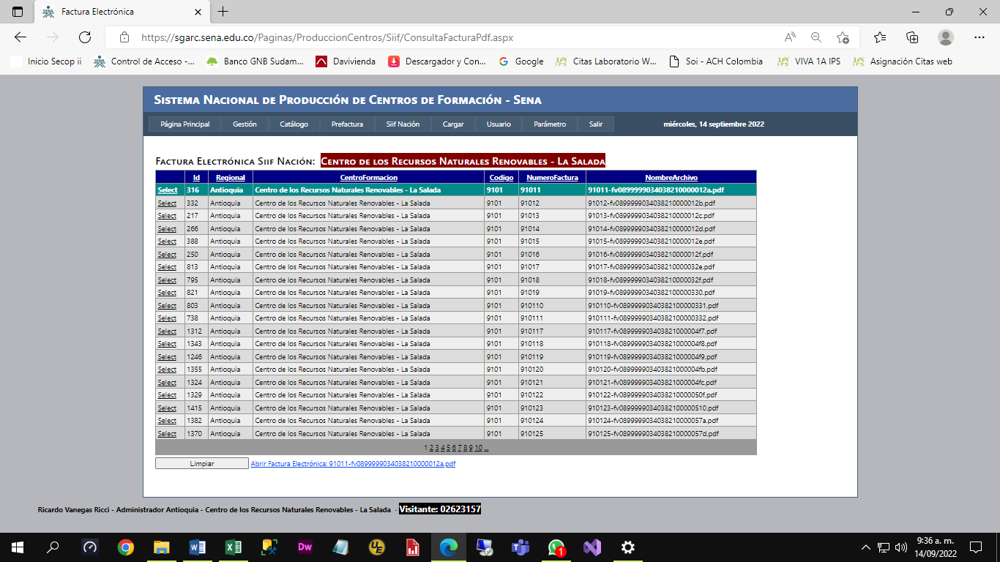 Factura Electrónica
https://sgarc.sena.edu.co/Paginas/ProduccionCentros/Siif/ConsultaFacturaPdf.aspx
Inicio Secop ii Control de Acceso -... Banco GNB Sudam... Davivienda Descargador y Con... Google Citas Laboratorio W... Soi - ACH Colombia VIVA 1A IPS Asignación Citas web
Sistema Nacional de Producción de Centros de Formación - Sena
Página Principal Gestión Catálogo Prefactura Siif Nación Cargar Usuario Parámetro Salir miércoles, 14 septiembre 2022
Factura Electrónica Siif Nación: Centro de los Recursos Naturales Renovables - La Salada
Id Regional CentroFormacion Codigo NumeroFactura NombreArchivo
Select 316 Antioquia Centro de los Recursos Naturales Renovables - La Salada 9101 91011 91011-fv0899999034038210000012a.pdf
Select 332 Antioquia Centro de los Recursos Naturales Renovables - La Salada 9101 91012 91012-fv0899999034038210000012b.pdf
Select 217 Antioquia Centro de los Recursos Naturales Renovables - La Salada 9101 91013 91013-fv0899999034038210000012c.pdf
Select 266 Antioquia Centro de los Recursos Naturales Renovables - La Salada 9101 91014 91014-fv0899999034038210000012d.pdf
Select 388 Antioquia Centro de los Recursos Naturales Renovables - La Salada 9101 91015 91015-fv0899999034038210000012e.pdf
Select 250 Antioquia Centro de los Recursos Naturales Renovables - La Salada 9101 91016 91016-fv0899999034038210000012f.pdf
Select 813 Antioquia Centro de los Recursos Naturales Renovables - La Salada 9101 91017 91017-fv0899999034038210000032e.pdf
Select 795 Antioquia Centro de los Recursos Naturales Renovables - La Salada 9101 91018 91018-fv0899999034038210000032f.pdf
Select 821 Antioquia Centro de los Recursos Naturales Renovables - La Salada 9101 91019 91019-fv08999990340382100000330.pdf
Select 803 Antioquia Centro de los Recursos Naturales Renovables - La Salada 9101 910110 910110-fv08999990340382100000331.pdf
Select 738 Antioquia Centro de los Recursos Naturales Renovables - La Salada 9101 910111 910111-fv08999990340382100000332.pdf
Select 1312 Antioquia Centro de los Recursos Naturales Renovables - La Salada 9101 910117 910117-fv089999903403821000004f7.pdf
Select 1343 Antioquia Centro de los Recursos Naturales Renovables - La Salada 9101 910118 910118-fv089999903403821000004f8.pdf
Select 1246 Antioquia Centro de los Recursos Naturales Renovables - La Salada 9101 910119 910119-fv089999903403821000004f9.pdf
Select 1355 Antioquia Centro de los Recursos Naturales Renovables - La Salada 9101 910120 910120-fv089999903403821000004fb.pdf
Select 1324 Antioquia Centro de los Recursos Naturales Renovables - La Salada 9101 910121 910121-fv089999903403821000004fc.pdf
Select 1329 Antioquia Centro de los Recursos Naturales Renovables - La Salada 9101 910122 910122-fv0899999034038210000050f.pdf
Select 1415 Antioquia Centro de los Recursos Naturales Renovables - La Salada 9101 910123 910123-fv08999990340382100000510.pdf
Select 1382 Antioquia Centro de los Recursos Naturales Renovables - La Salada 9101 910124 910124-fv0899999034038210000057a.pdf
Select 1370 Antioquia Centro de los Recursos Naturales Renovables - La Salada 9101 910125 910125-fv0899999034038210000057d.pdf
1 2 3 4 5 6 7 8 9 10 ...
Limpiar Abrir Factura Electrónica: 91011-fv0899999034038210000012a.pdf
Ricardo Vanegas Ricci - Administrador Antioquia - Centro de los Recursos Naturales Renovables - La Salada - Visitante: 02623157
9:36 a. m.
14/09/2022